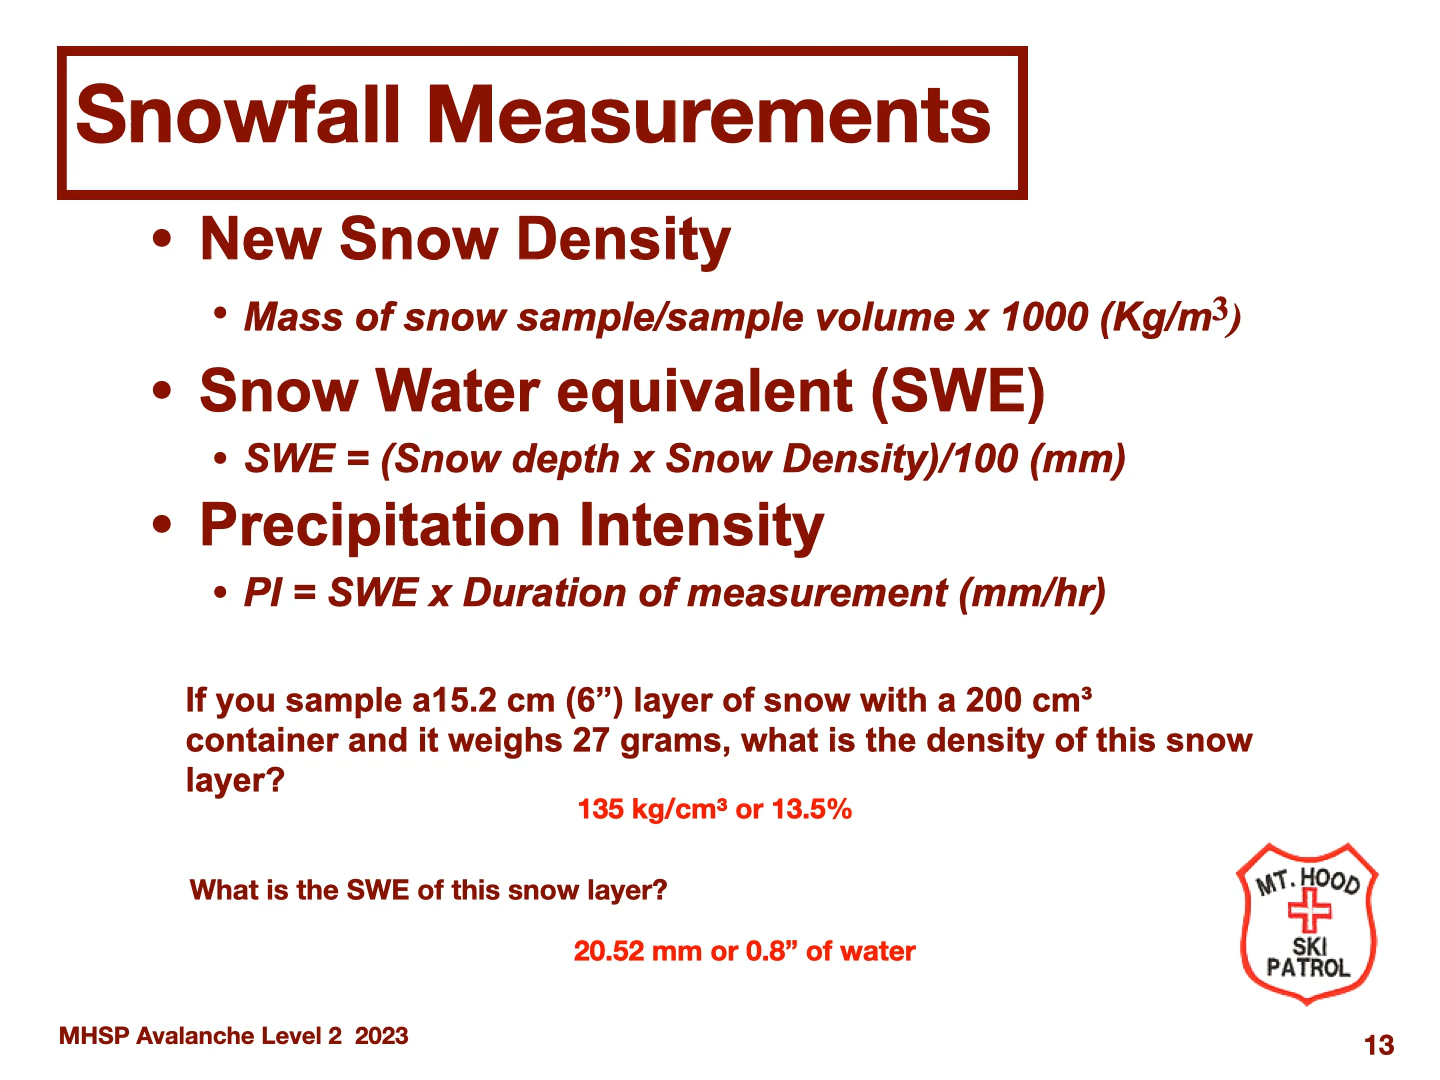 Snowfall Measurements
• New Snow Density
• Mass of snow sample/sample volume x 1000 (Kg/m³)
• Snow Water equivalent (SWE)
• SWE = (Snow depth x Snow Density)/100 (mm)
• Precipitation Intensity
• PI = SWE x Duration of measurement (mm/hr)
If you sample a15.2 cm (6”) layer of snow with a 200 cm³
container and it weighs 27 grams, what is the density of this snow
layer?
135 kg/cm³ or 13.5%
What is the SWE of this snow layer?
20.52 mm or 0.8” of water
MT. HOOD
SKI
PATROL
MHSP Avalanche Level 2 2023
13